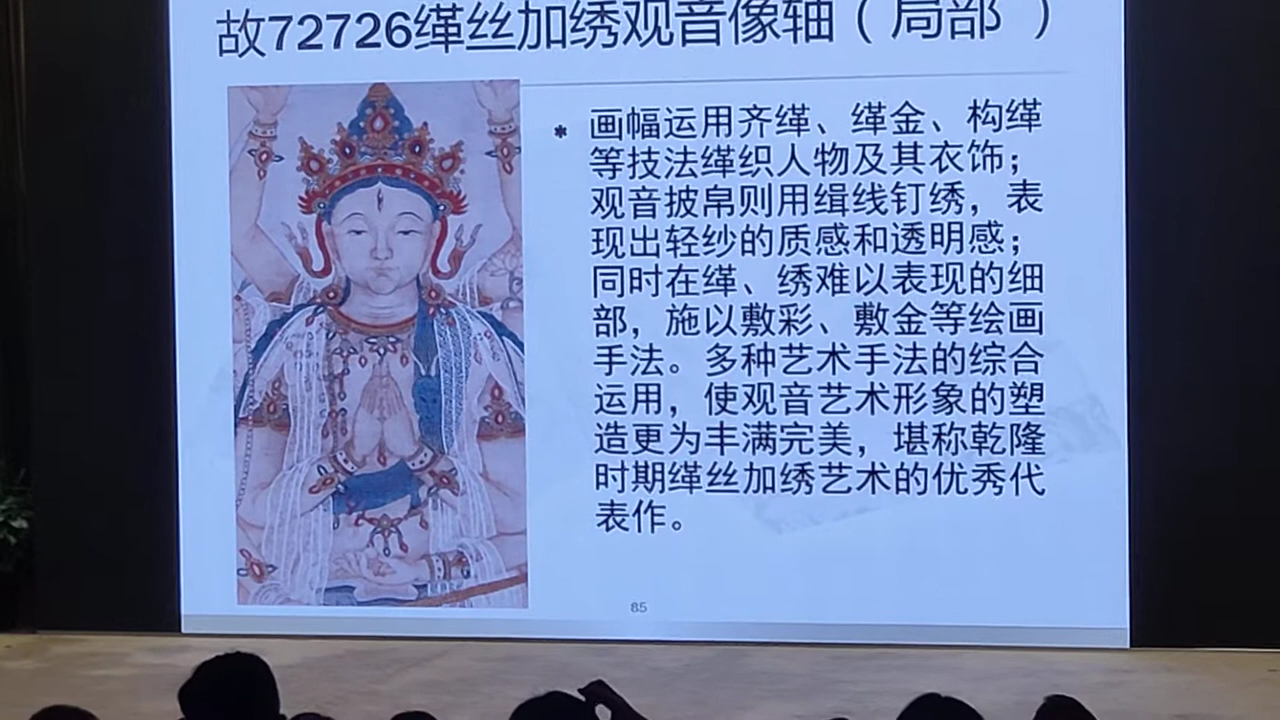 故72726缂丝加绣观音像轴（局部 ）
* 画幅运用齐缂、缂金、构缂
等技法缂织人物及其衣饰；
观音披帛则用缉线钉绣，表
现出轻纱的质感和透明感；
同时在缂、绣难以表现的细
部，施以敷彩、敷金等绘画
手法。多种艺术手法的综合
运用，使观音艺术形象的塑
造更为丰满完美，堪称乾隆
时期缂丝加绣艺术的优秀代
表作。
85